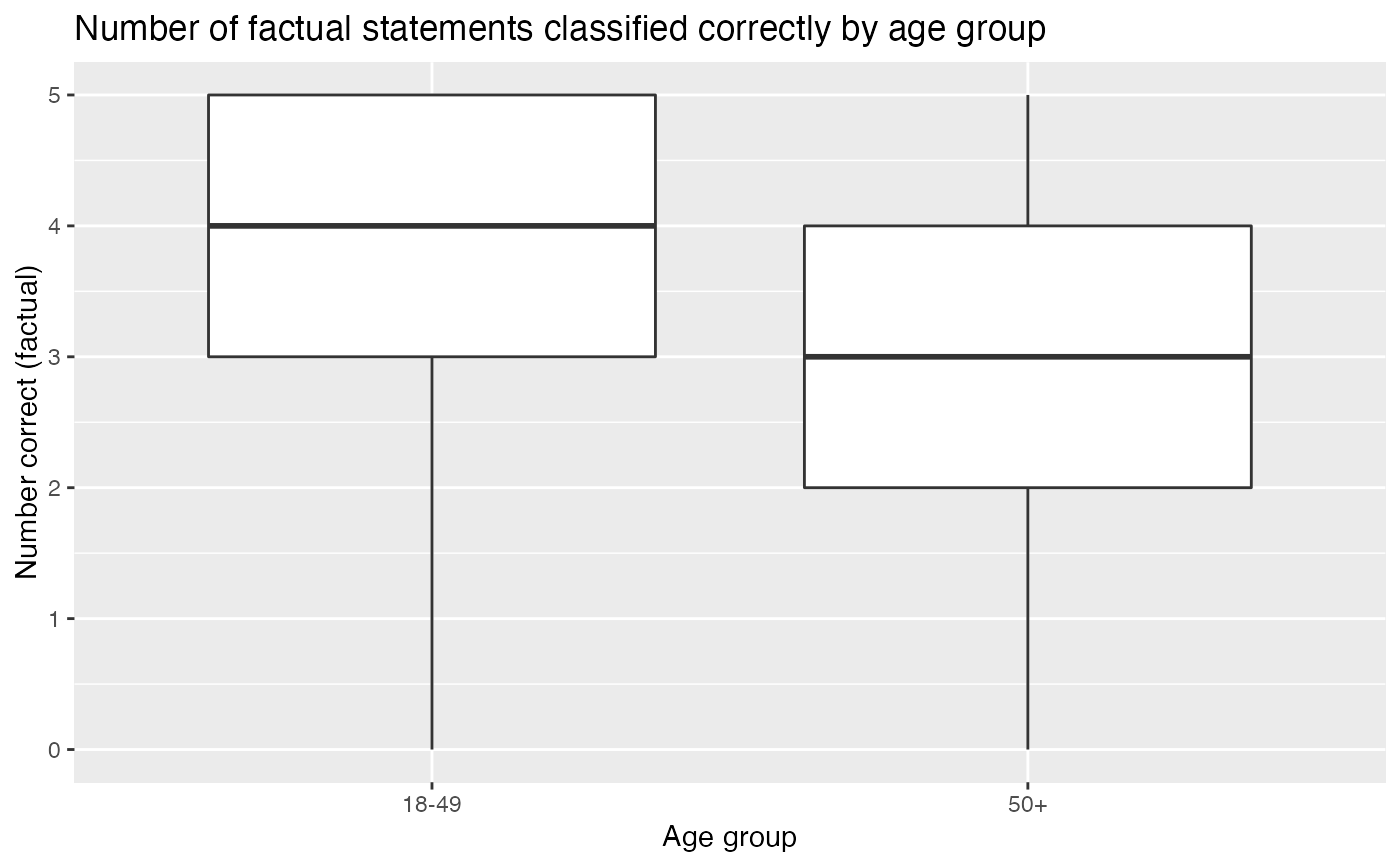 Number of factual statements classified correctly by age group
Number correct (factual)
5
4
3
2
1
0
18-49
50+
Age group